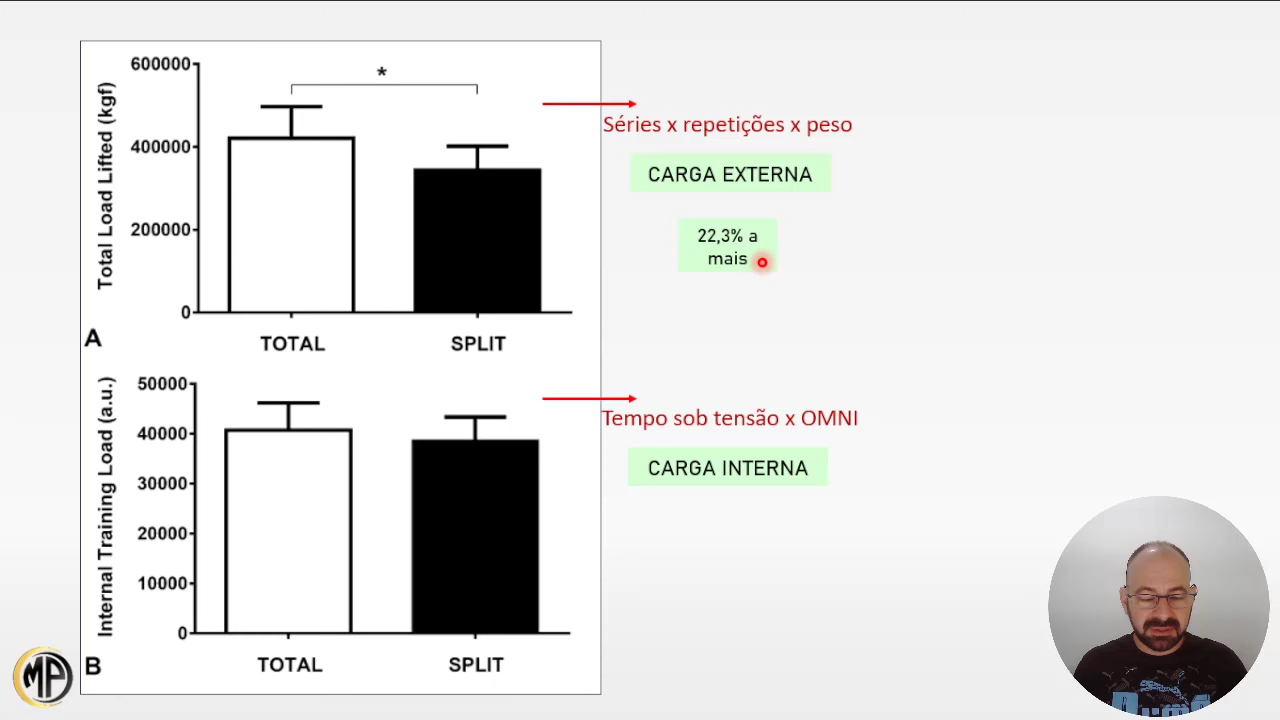 600000
*
400000
200000
0
Total Load Lifted (kgf)
TOTAL SPLIT
A
Séries x repetições x peso
CARGA EXTERNA
22,3% a
mais
50000
40000
30000
20000
10000
0
Internal Training Load (a.u.)
TOTAL SPLIT
B
Tempo sob tensão x OMNI
CARGA INTERNA
MP